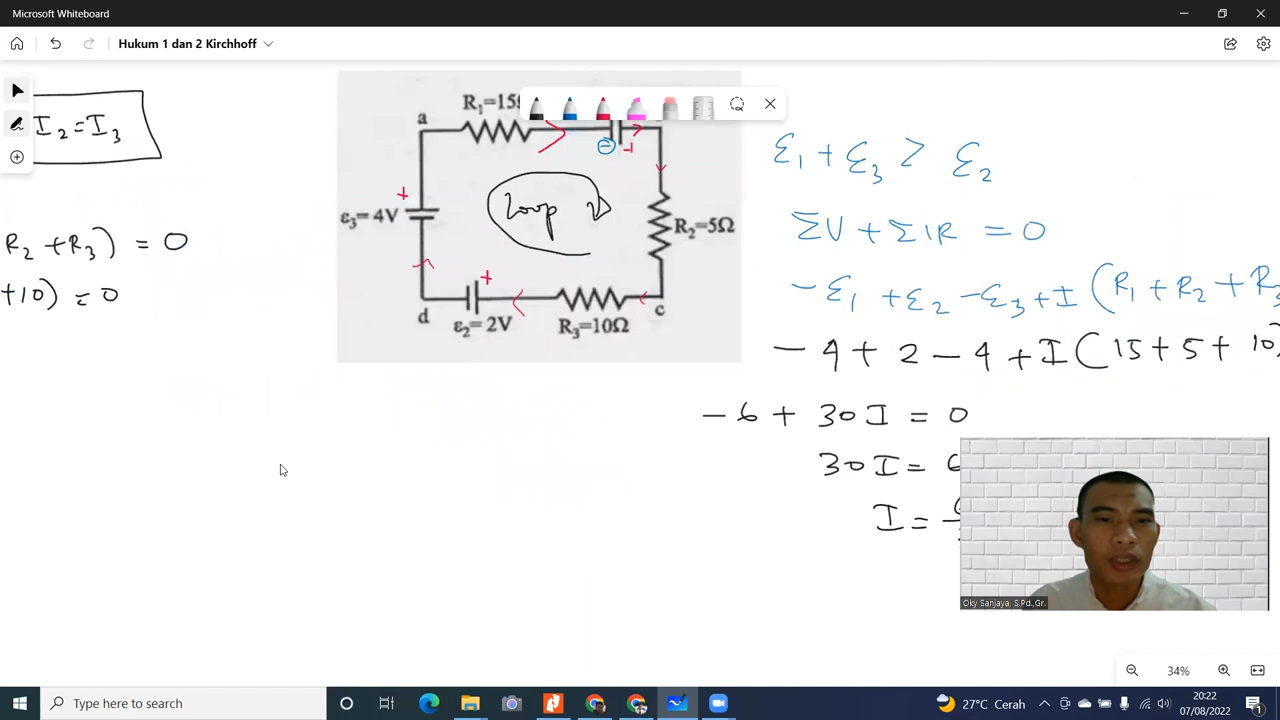 Microsoft Whiteboard
Hukum 1 dan 2 Kirchhoff
I₂ = I₃
R₂ + R₃) = 0
+10) = 0
R₁=15
a
ε₃= 4V
+
⊖
loop
R₂=5Ω
+
d
ε₂= 2V
R₃=10Ω
c
ε₁ + ε₃ > ε₂
ΣV + ΣIR = 0
- ε₁ + ε₂ - ε₃ + I (R₁ + R₂ + R₃
- 4 + 2 - 4 + I (15 + 5 + 10)
- 6 + 30 I = 0
30 I = 6
I =
Oky Sanjaya, S.Pd.,Gr.
34%
Type here to search
27°C Cerah
20:22
07/08/2022
1